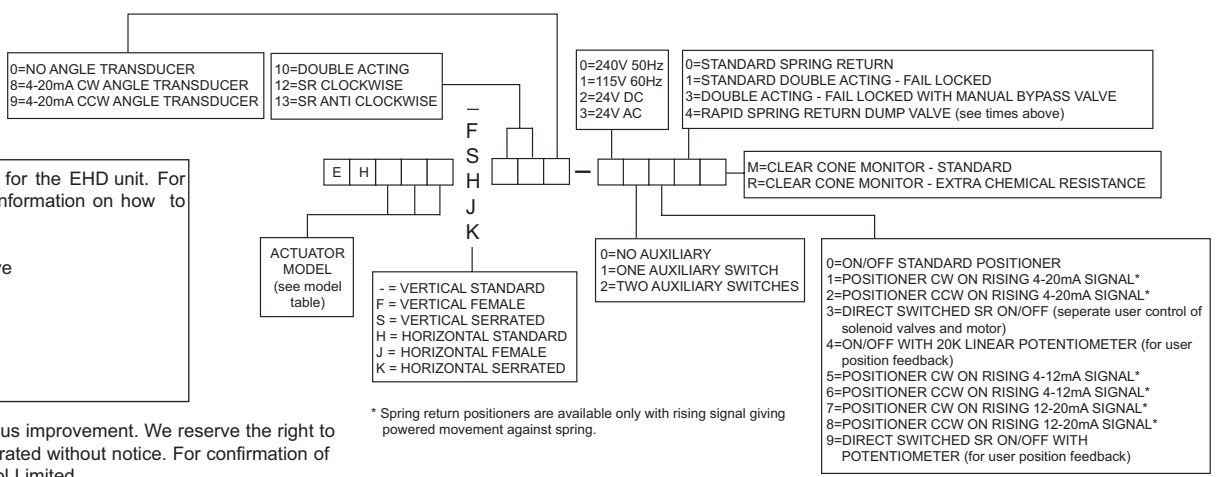 0=NO ANGLE TRANSDUCER
8=4-20mA CW ANGLE TRANSDUCER
9=4-20mA CCW ANGLE TRANSDUCER
10=DOUBLE ACTING
12=SR CLOCKWISE
13=SR ANTI CLOCKWISE
0=240V 50Hz
1=115V 60Hz
2=24V DC
3=24V AC
0=STANDARD SPRING RETURN
1=STANDARD DOUBLE ACTING - FAIL LOCKED
3=DOUBLE ACTING - FAIL LOCKED WITH MANUAL BYPASS VALVE
4=RAPID SPRING RETURN DUMP VALVE (see times above)
–
F
S
H
J
K
E H
–
M=CLEAR CONE MONITOR - STANDARD
R=CLEAR CONE MONITOR - EXTRA CHEMICAL RESISTANCE
for the EHD unit. For
nformation on how to
ve
ACTUATOR
MODEL
(see model
table)
- = VERTICAL STANDARD
F = VERTICAL FEMALE
S = VERTICAL SERRATED
H = HORIZONTAL STANDARD
J = HORIZONTAL FEMALE
K = HORIZONTAL SERRATED
0=NO AUXILIARY
1=ONE AUXILIARY SWITCH
2=TWO AUXILIARY SWITCHES
0=ON/OFF STANDARD POSITIONER
1=POSITIONER CW ON RISING 4-20mA SIGNAL*
2=POSITIONER CCW ON RISING 4-20mA SIGNAL*
3=DIRECT SWITCHED SR ON/OFF (seperate user control of
solenoid valves and motor)
4=ON/OFF WITH 20K LINEAR POTENTIOMETER (for user
position feedback)
5=POSITIONER CW ON RISING 4-12mA SIGNAL*
6=POSITIONER CCW ON RISING 4-12mA SIGNAL*
7=POSITIONER CW ON RISING 12-20mA SIGNAL*
8=POSITIONER CCW ON RISING 12-20mA SIGNAL*
9=DIRECT SWITCHED SR ON/OFF WITH
POTENTIOMETER (for user position feedback)
* Spring return positioners are available only with rising signal giving
powered movement against spring.
us improvement. We reserve the right to
rated without notice. For confirmation of
ol Limited